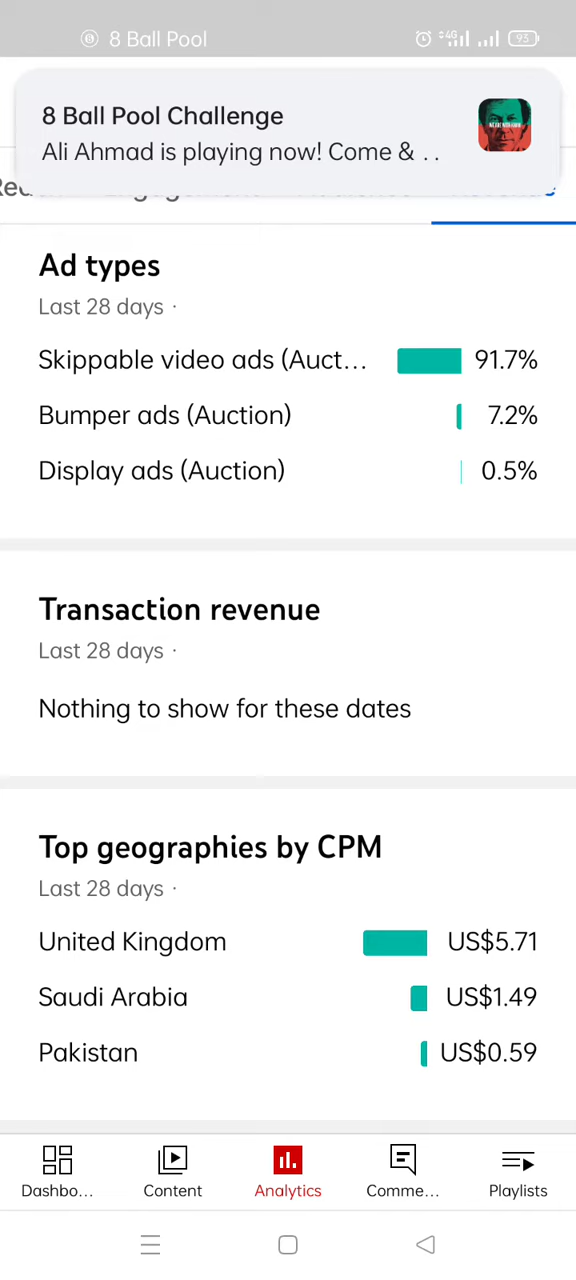 8 Ball Pool
4G
93
8 Ball Pool Challenge
Ali Ahmad is playing now! Come & . .
Ad types
Last 28 days ·
Skippable video ads (Auct... 91.7%
Bumper ads (Auction) 7.2%
Display ads (Auction) 0.5%
Transaction revenue
Last 28 days ·
Nothing to show for these dates
Top geographies by CPM
Last 28 days ·
United Kingdom US$5.71
Saudi Arabia US$1.49
Pakistan US$0.59
Dashbo... Content Analytics Comme... Playlists